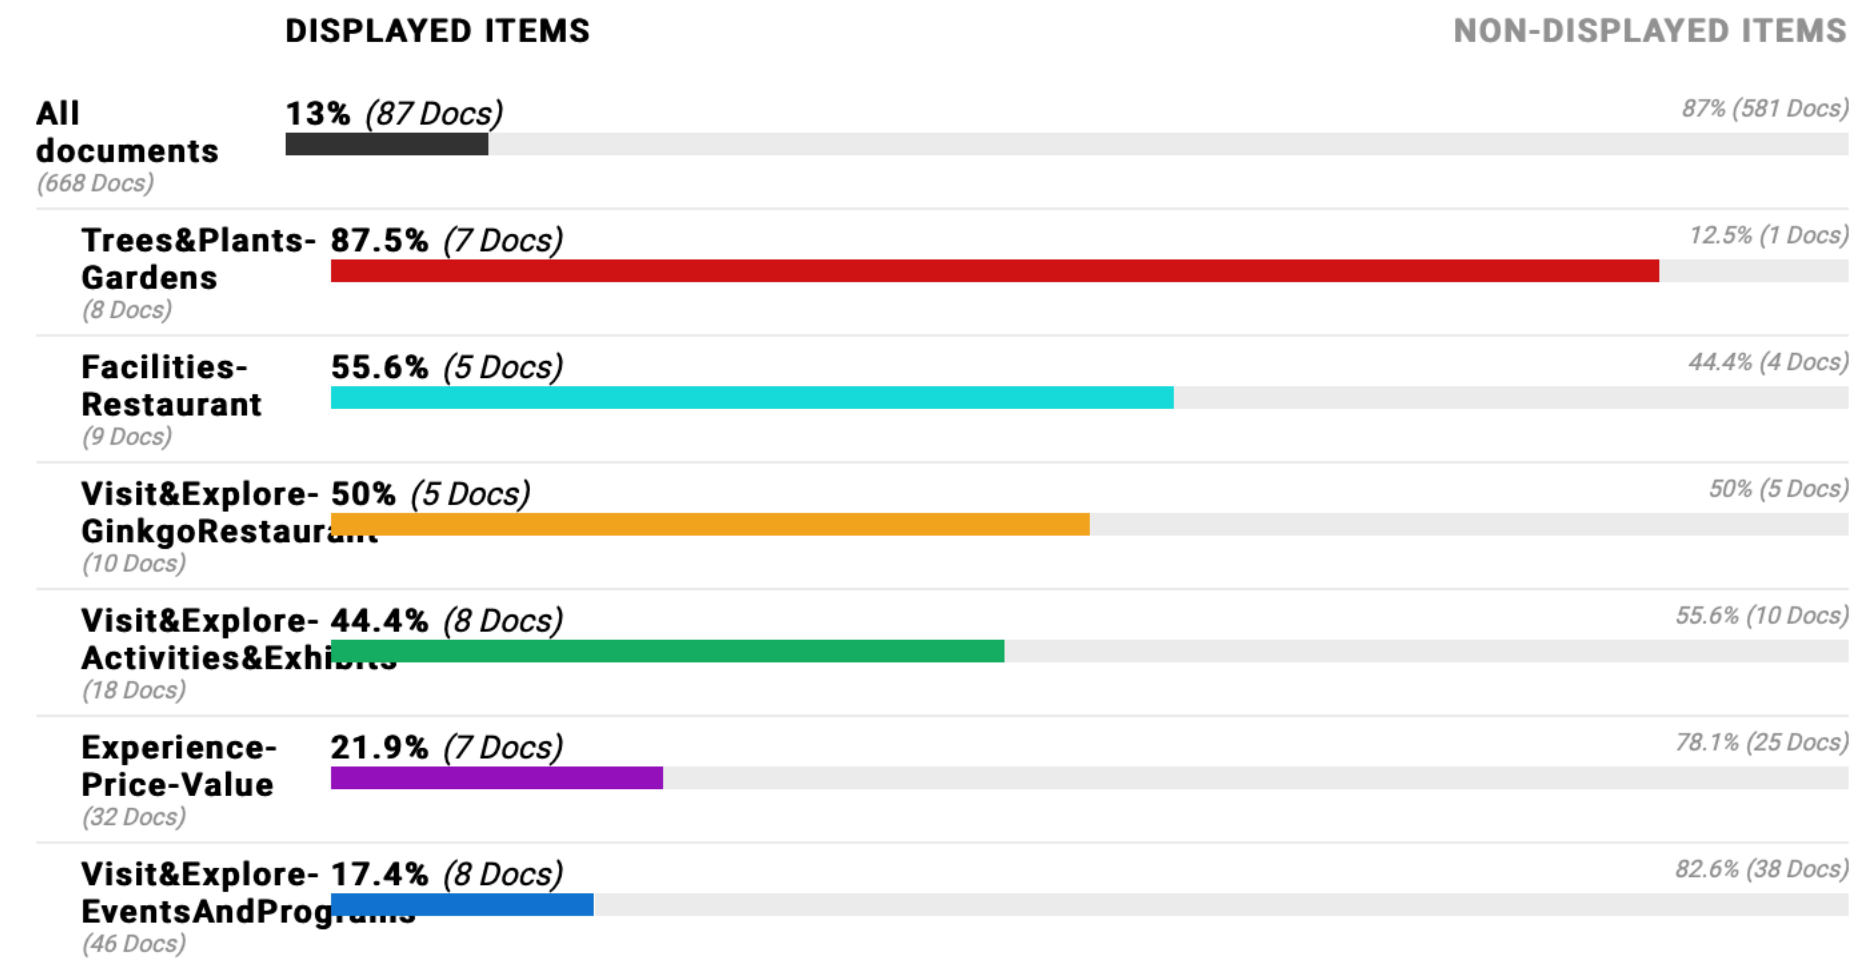 DISPLAYED ITEMS
NON-DISPLAYED ITEMS
All
documents
(668 Docs)
13% (87 Docs)
87% (581 Docs)
Trees&Plants-
Gardens
(8 Docs)
87.5% (7 Docs)
12.5% (1 Docs)
Facilities-
Restaurant
(9 Docs)
55.6% (5 Docs)
44.4% (4 Docs)
Visit&Explore-
GinkgoRestaurant
(10 Docs)
50% (5 Docs)
50% (5 Docs)
Visit&Explore-
Activities&Exhibits
(18 Docs)
44.4% (8 Docs)
55.6% (10 Docs)
Experience-
Price-Value
(32 Docs)
21.9% (7 Docs)
78.1% (25 Docs)
Visit&Explore-
EventsAndPrograms
(46 Docs)
17.4% (8 Docs)
82.6% (38 Docs)